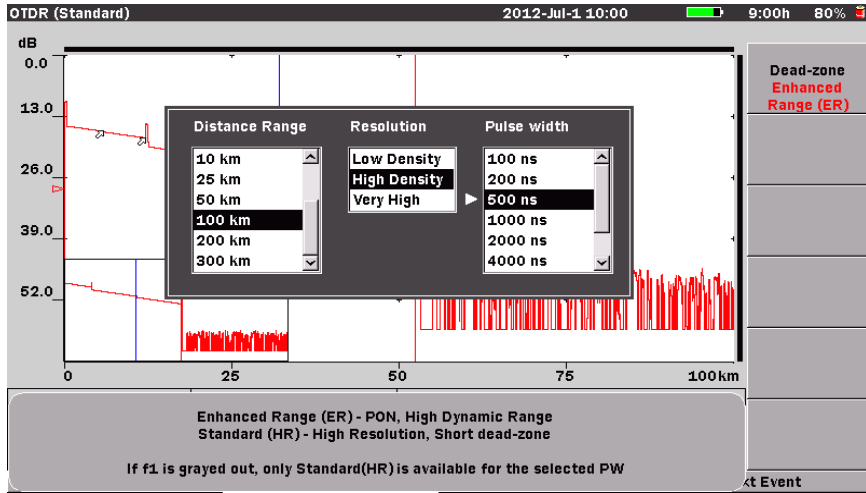 OTDR (Standard) 2012-Jul-1 10:00 9:00h 80%
dB
0.0
13.0
26.0
39.0
52.0
Distance Range Resolution Pulse width
10 km Low Density 100 ns
25 km High Density 200 ns
50 km Very High 500 ns
100 km 1000 ns
200 km 2000 ns
300 km 4000 ns
0 25 50 75 100km
Dead-zone
Enhanced
Range (ER)
Enhanced Range (ER) - PON, High Dynamic Range
Standard (HR) - High Resolution, Short dead-zone
If f1 is grayed out, only Standard(HR) is available for the selected PW
xt Event